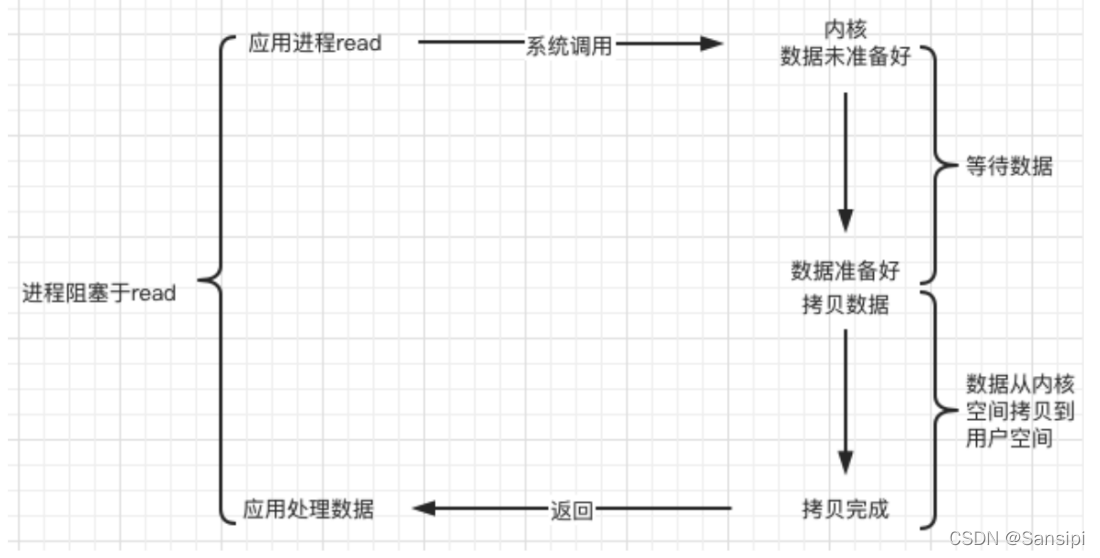 应用进程read
系统调用
内核
数据未准备好
等待数据
数据准备好
进程阻塞于read
拷贝数据
数据从内核
空间拷贝到
用户空间
应用处理数据
返回
拷贝完成
CSDN @Sansipi